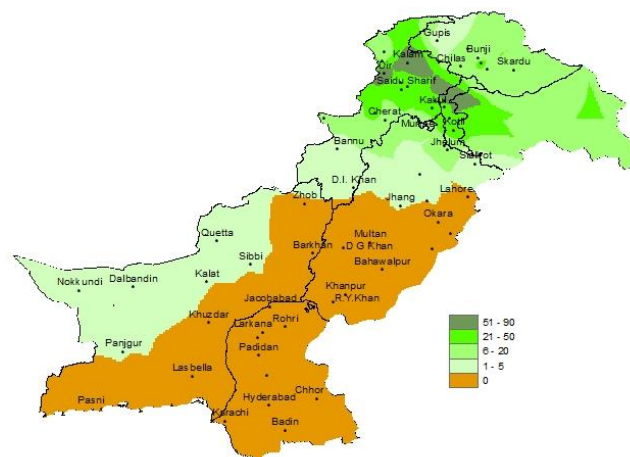 Gupis
Kalam
Bunji
Chilas
Skardu
Dir
Saidu Sharif
Kakul
Cherat
Kotli
Bannu
Jhelum
Sialkot
D.I. Khan
Zhob
Jhang
Lahore
Okara
Quetta
Multan
Barkhan
D G Khan
Sibbi
Bahawalpur
Nokkundi
Dalbandin
Kalat
Khanpur
Jacobabad
R.Y.Khan
Khuzdar
Larkana
Rohri
Panjgur
Padidan
Lasbella
Chhor
Pasni
Hyderabad
Karachi
Badin
51 - 90
21 - 50
6 - 20
1 - 5
0